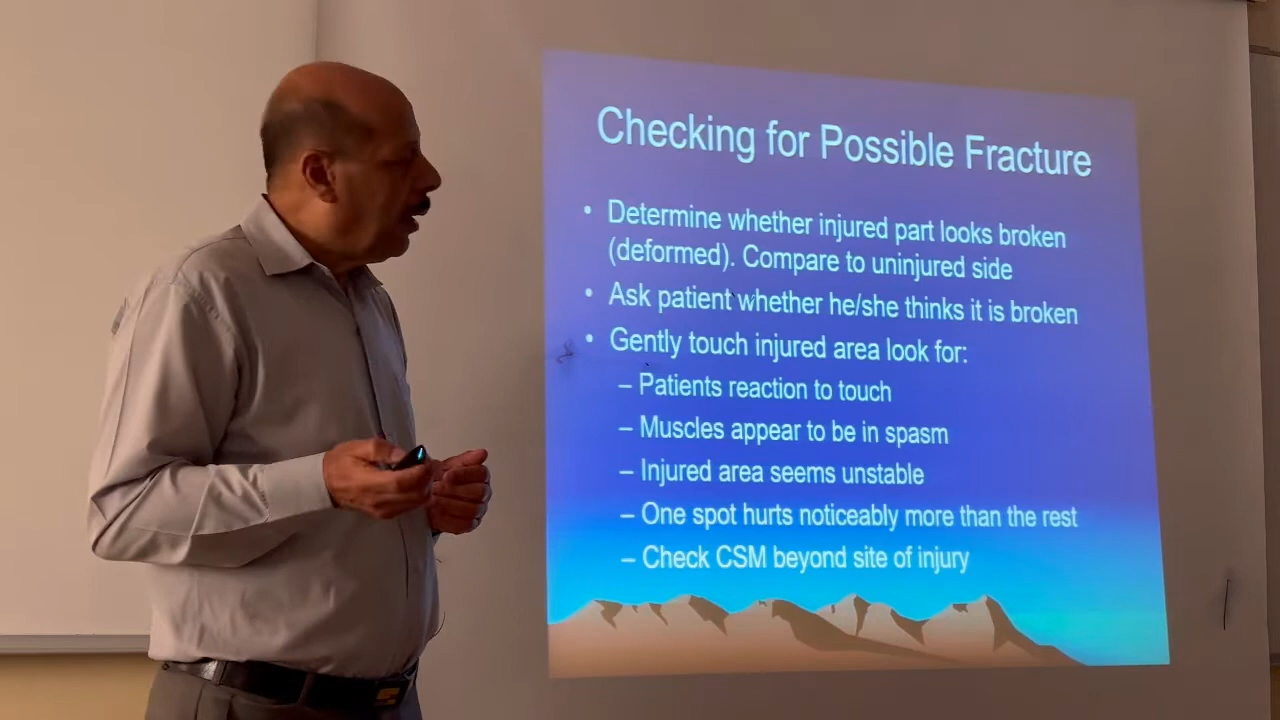 Checking for Possible Fracture
• Determine whether injured part looks broken
(deformed). Compare to uninjured side
• Ask patient whether he/she thinks it is broken
• Gently touch injured area look for:
– Patients reaction to touch
– Muscles appear to be in spasm
– Injured area seems unstable
– One spot hurts noticeably more than the rest
– Check CSM beyond site of injury